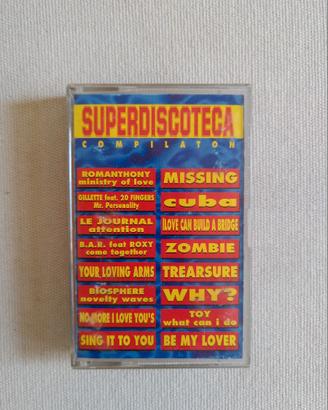 SUPERDISCOTECA
COMPILATON
ROMANTHONY
ministry of love
GILLETTE feat. 20 FINGERS
Mr. Personality
LE JOURNAL
attention
B.A.R. feat ROXY
come together
YOUR LOVING ARMS
BIOSPHERE
novelty waves
NO MORE I LOVE YOU'S
SING IT TO YOU
MISSING
cuba
LOVE CAN BUILD A BRIDGE
ZOMBIE
TREARSURE
WHY?
TOY
what can i do
BE MY LOVER